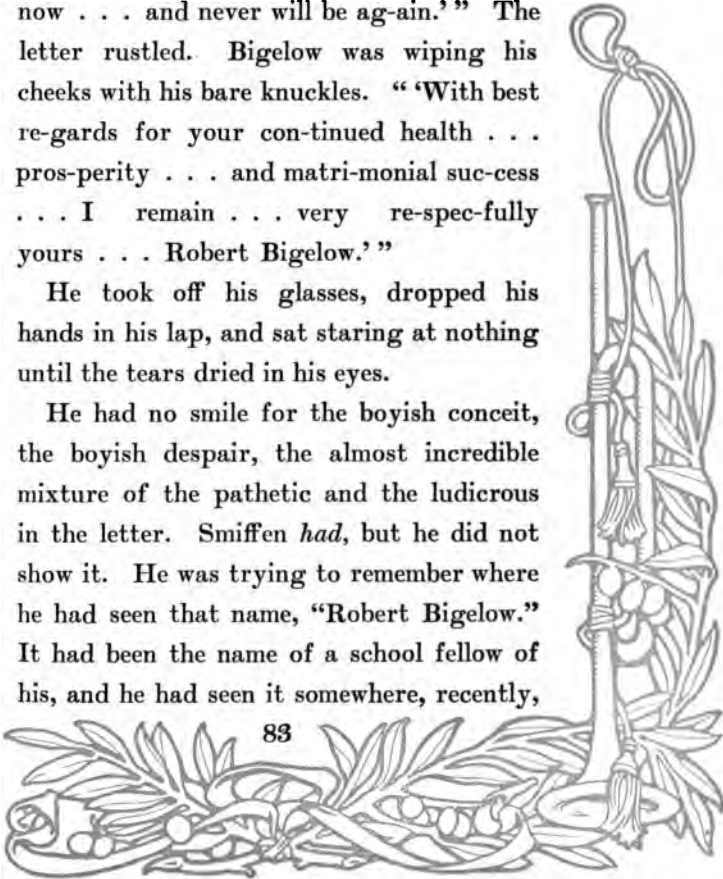 now . . . and never will be ag-ain.’ ” The
letter rustled. Bigelow was wiping his
cheeks with his bare knuckles. “ ‘With best
re-gards for your con-tinued health . . .
pros-perity . . . and matri-monial suc-cess
. . . I remain . . . very re-spec-fully
yours . . . Robert Bigelow.’ ”
He took off his glasses, dropped his
hands in his lap, and sat staring at nothing
until the tears dried in his eyes.
He had no smile for the boyish conceit,
the boyish despair, the almost incredible
mixture of the pathetic and the ludicrous
in the letter. Smiffen had, but he did not
show it. He was trying to remember where
he had seen that name, “Robert Bigelow.”
It had been the name of a school fellow of
his, and he had seen it somewhere, recently,
83